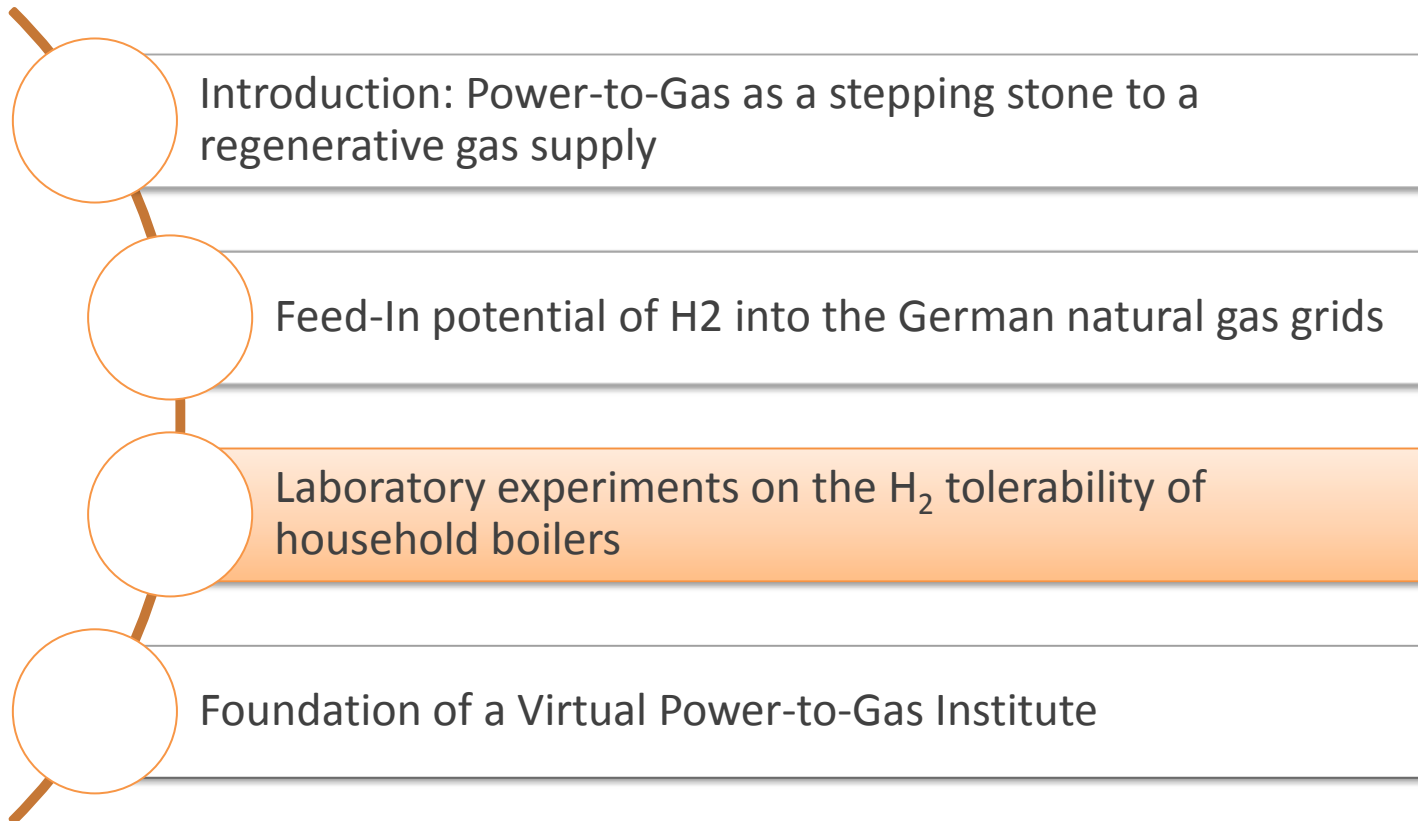 Introduction: Power-to-Gas as a stepping stone to a
regenerative gas supply
Feed-In potential of H2 into the German natural gas grids
Laboratory experiments on the H₂ tolerability of
household boilers
Foundation of a Virtual Power-to-Gas Institute